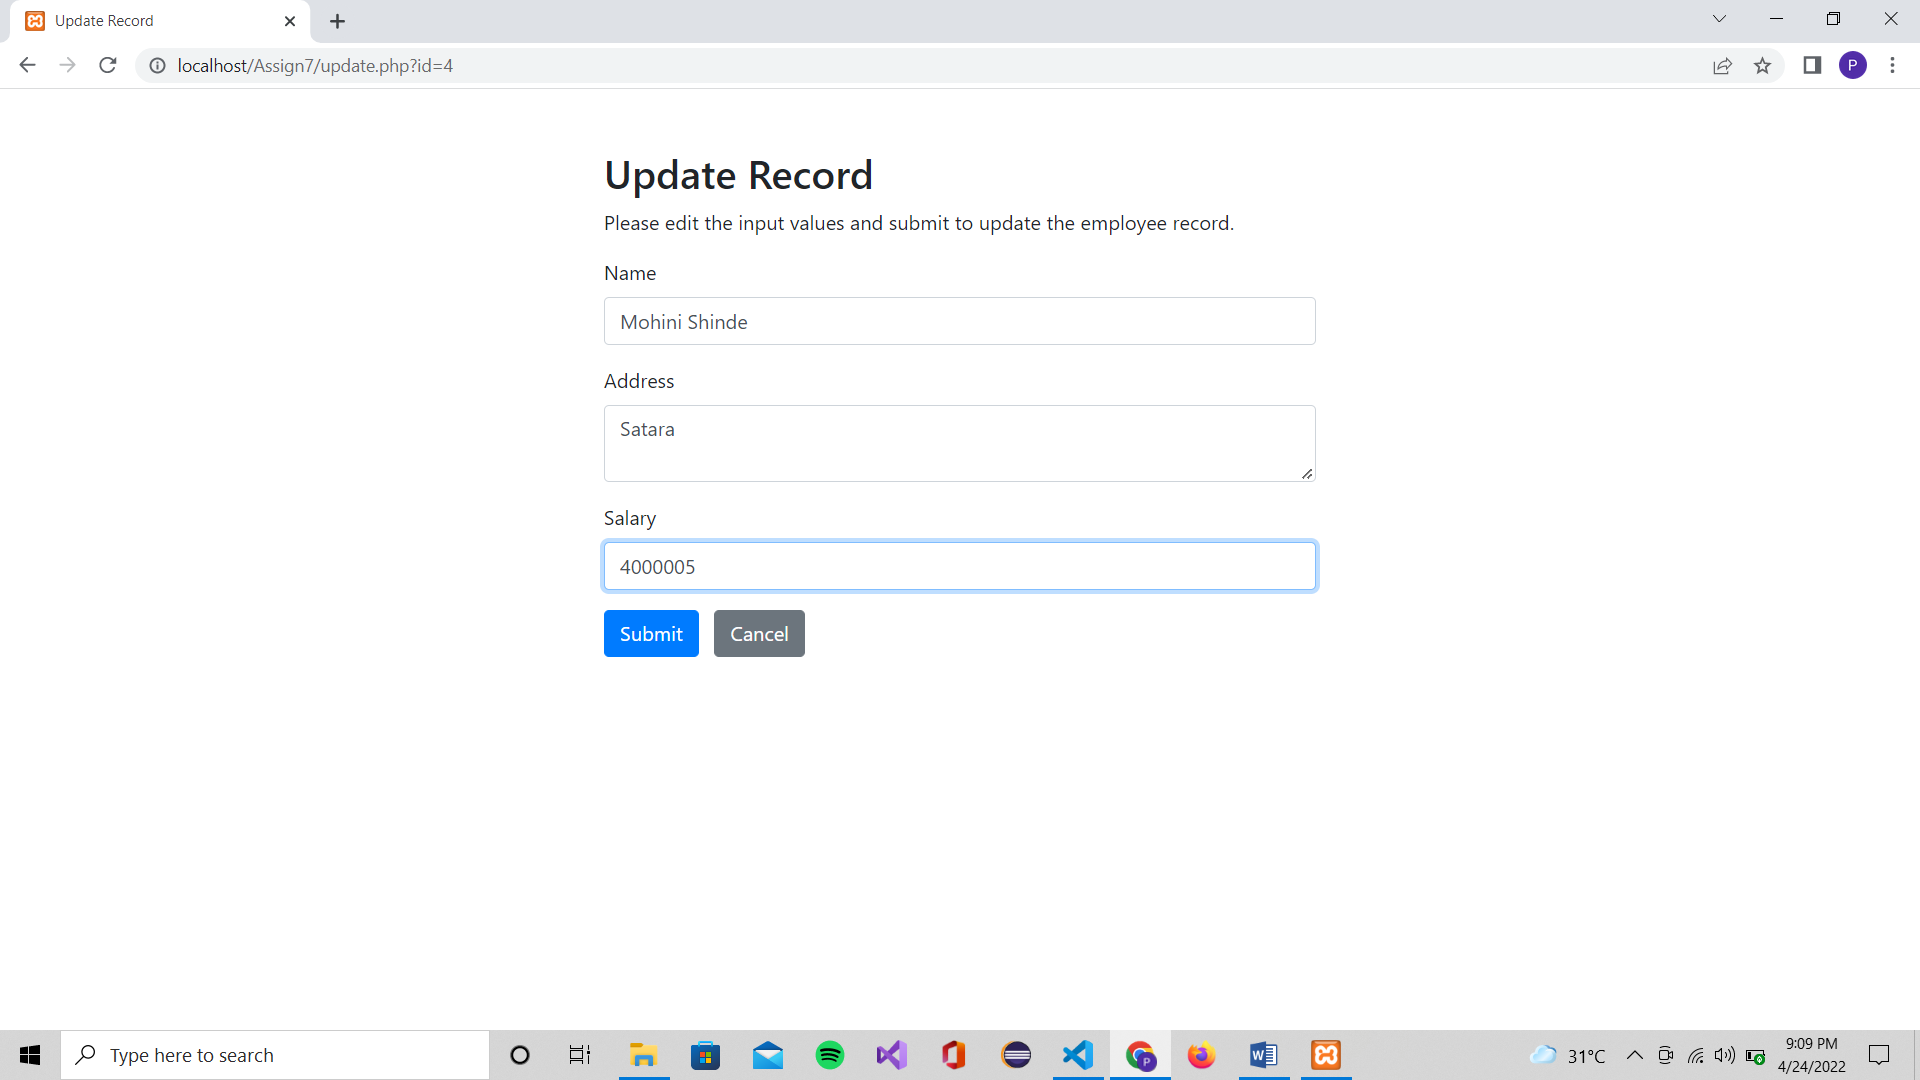 Update Record
localhost/Assign7/update.php?id=4
P
Update Record
Please edit the input values and submit to update the employee record.
Name
Mohini Shinde
Address
Satara
Salary
4000005
Submit Cancel
Type here to search
P
W
31°C
9:09 PM
4/24/2022